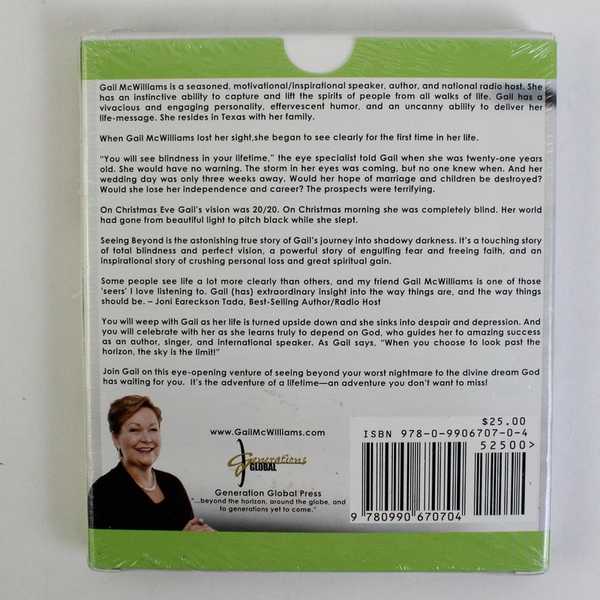 Gail McWilliams is a seasoned, motivational/inspirational speaker, author, and national radio host. She
has an instinctive ability to capture and lift the spirits of people from all walks of life. Gail has a
vivacious and engaging personality, effervescent humor, and an uncanny ability to deliver her
life-message. She resides in Texas with her family.
When Gail McWilliams lost her sight,she began to see clearly for the first time in her life.
"You will see blindness in your lifetime," the eye specialist told Gail when she was twenty-one years
old. She would have no warning. The storm in her eyes was coming, but no one knew when. And her
wedding day was only three weeks away. Would her hope of marriage and children be destroyed?
Would she lose her independence and career? The prospects were terrifying.
On Christmas Eve Gail's vision was 20/20. On Christmas morning she was completely blind. Her world
had gone from beautiful light to pitch black while she slept.
Seeing Beyond is the astonishing true story of Gail's journey into shadowy darkness. It's a touching story
of total blindness and perfect vision, a powerful story of engulfing fear and freeing faith, and an
inspirational story of crushing personal loss and great spiritual gain.
Some people see life a lot more clearly than others, and my friend Gail McWilliams is one of those
'seers' I love listening to. Gail (has) extraordinary insight into the way things are, and the way things
should be. – Joni Eareckson Tada, Best-Selling Author/Radio Host
You will weep with Gail as her life is turned upside down and she sinks into despair and depression. And
you will celebrate with her as she learns truly to depend on God, who guides her to amazing success
as an author, singer, and international speaker. As Gail says, "When you choose to look past the
horizon, the sky is the limit!"
Join Gail on this eye-opening venture of seeing beyond your worst nightmare to the divine dream God
has waiting for you. It's the adventure of a lifetime—an adventure you don't want to miss!
www.GailMcWilliams.com
Generations
GLOBAL
Generation Global Press
"...beyond the horizon, around the globe, and
to generations yet to come."
$25.00
ISBN 978-0-9906707-0-4
52500>
9 780990 670704